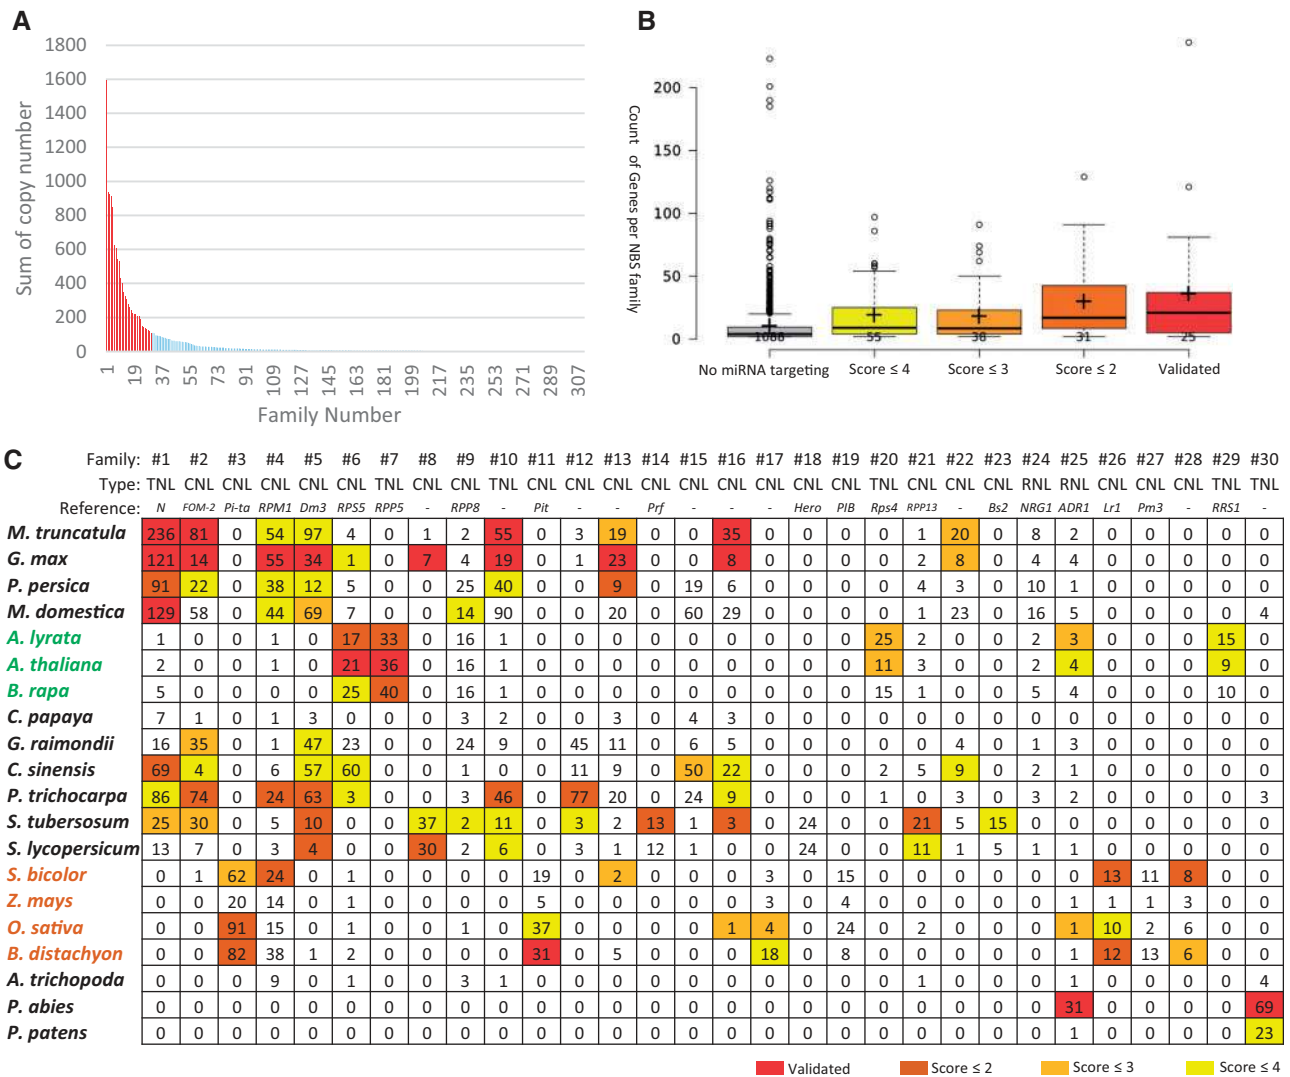 A
1800
1600
1400
1200
1000
800
600
400
200
0
Sum of copy number
1 19 37 55 73 91 109 127 145 163 181 199 217 235 253 271 289 307
Family Number
B
200
150
100
50
0
Count of Genes per NBS family
1088 55 38 31 25
No miRNA targeting Score ≤ 4 Score ≤ 3 Score ≤ 2 Validated
C
Family: #1 #2 #3 #4 #5 #6 #7 #8 #9 #10 #11 #12 #13 #14 #15 #16 #17 #18 #19 #20 #21 #22 #23 #24 #25 #26 #27 #28 #29 #30
Type: TNL CNL CNL CNL CNL CNL TNL CNL CNL TNL CNL CNL CNL CNL CNL CNL CNL CNL CNL TNL CNL CNL CNL RNL RNL CNL CNL CNL TNL TNL
Reference: N FOM-2 Pi-ta RPM1 Dm3 RPS5 RPP5 - RPP8 - Pit - - Prf - - - Hero PIB Rps4 RPP13 - Bs2 NRG1 ADR1 Lr1 Pm3 - RRS1 -
M. truncatula 236 81 0 54 97 4 0 1 2 55 0 3 19 0 0 35 0 0 0 0 1 20 0 8 2 0 0 0 0 0
G. max 121 14 0 55 34 1 0 7 4 19 0 1 23 0 0 8 0 0 0 0 2 8 0 4 4 0 0 0 0 0
P. persica 91 22 0 38 12 5 0 0 25 40 0 0 9 0 19 6 0 0 0 0 4 3 0 10 1 0 0 0 0 0
M. domestica 129 58 0 44 69 7 0 0 14 90 0 0 20 0 60 29 0 0 0 0 1 23 0 16 5 0 0 0 0 4
A. lyrata 1 0 0 1 0 17 33 0 16 1 0 0 0 0 0 0 0 0 0 25 2 0 0 2 3 0 0 0 15 0
A. thaliana 2 0 0 1 0 21 36 0 16 1 0 0 0 0 0 0 0 0 0 11 3 0 0 2 4 0 0 0 9 0
B. rapa 5 0 0 0 0 25 40 0 16 1 0 0 0 0 0 0 0 0 0 15 1 0 0 5 4 0 0 0 10 0
C. papaya 7 1 0 1 3 0 0 0 3 2 0 0 3 0 4 3 0 0 0 0 0 0 0 0 0 0 0 0 0 0
G. raimondii 16 35 0 1 47 23 0 0 24 9 0 45 11 0 6 5 0 0 0 0 0 4 0 1 3 0 0 0 0 0
C. sinensis 69 4 0 6 57 60 0 0 1 0 0 11 9 0 50 22 0 0 0 2 5 9 0 2 1 0 0 0 0 0
P. trichocarpa 86 74 0 24 63 3 0 0 3 46 0 77 20 0 24 9 0 0 0 1 0 3 0 3 2 0 0 0 0 3
S. tubersosum 25 30 0 5 10 0 0 37 2 11 0 3 2 13 1 3 0 24 0 0 21 5 15 0 0 0 0 0 0 0
S. lycopersicum 13 7 0 3 4 0 0 30 2 6 0 3 1 12 1 0 0 24 0 0 11 1 5 1 1 0 0 0 0 0
S. bicolor 0 1 62 24 0 1 0 0 0 0 19 0 2 0 0 0 3 0 15 0 0 0 0 0 0 13 11 8 0 0
Z. mays 0 0 20 14 0 1 0 0 0 0 5 0 0 0 0 0 3 0 4 0 0 0 0 0 1 1 1 3 0 0
O. sativa 0 0 91 15 0 1 0 0 1 0 37 0 0 0 0 1 4 0 24 0 2 0 0 0 1 10 2 6 0 0
B. distachyon 0 0 82 38 1 2 0 0 0 0 31 0 5 0 0 0 18 0 8 0 0 0 0 0 1 12 13 6 0 0
A. trichopoda 0 0 0 9 0 1 0 0 3 1 0 0 0 0 0 0 0 0 0 0 1 0 0 0 1 0 0 0 0 4
P. abies 0 0 0 0 0 0 0 0 0 0 0 0 0 0 0 0 0 0 0 0 0 0 0 0 31 0 0 0 0 69
P. patens 0 0 0 0 0 0 0 0 0 0 0 0 0 0 0 0 0 0 0 0 0 0 0 0 1 0 0 0 0 23
Validated Score ≤ 2 Score ≤ 3 Score ≤ 4